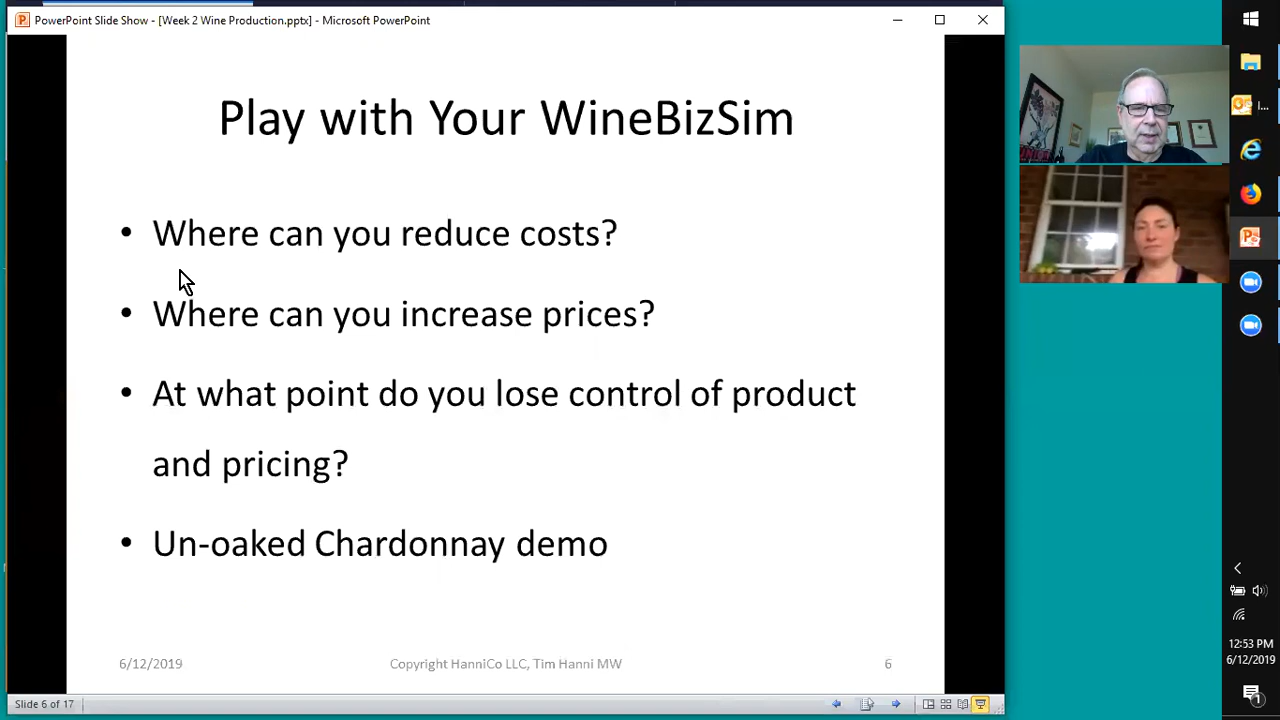 PowerPoint Slide Show - [Week 2 Wine Production.pptx] - Microsoft PowerPoint
Play with Your WineBizSim
• Where can you reduce costs?
• Where can you increase prices?
• At what point do you lose control of product
and pricing?
• Un-oaked Chardonnay demo
6/12/2019
Copyright HanniCo LLC, Tim Hanni MW
6
Slide 6 of 17
I...
12:53 PM
6/12/2019
1